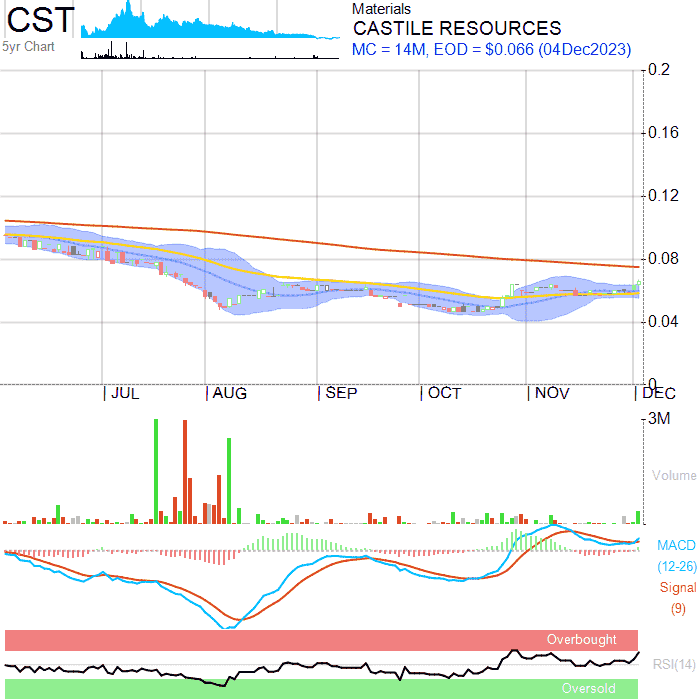 CST
5yr Chart
Materials
CASTILE RESOURCES
MC = 14M, EOD = $0.066 (04Dec2023)
0.2
0.16
0.12
0.08
0.04
0
JUL AUG SEP OCT NOV DEC
3M
Volume
MACD
(12-26)
Signal
(9)
Overbought
RSI(14)
Oversold